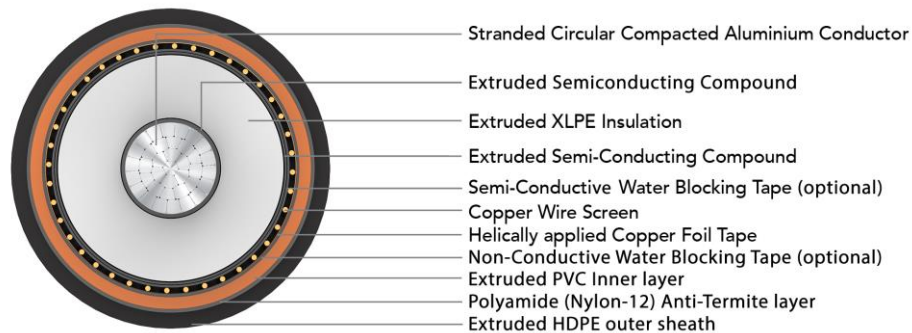 Stranded Circular Compacted Aluminium Conductor
Extruded Semiconducting Compound
Extruded XLPE Insulation
Extruded Semi-Conducting Compound
Semi-Conductive Water Blocking Tape (optional)
Copper Wire Screen
Helically applied Copper Foil Tape
Non-Conductive Water Blocking Tape (optional)
Extruded PVC Inner layer
Polyamide (Nylon-12) Anti-Termite layer
Extruded HDPE outer sheath